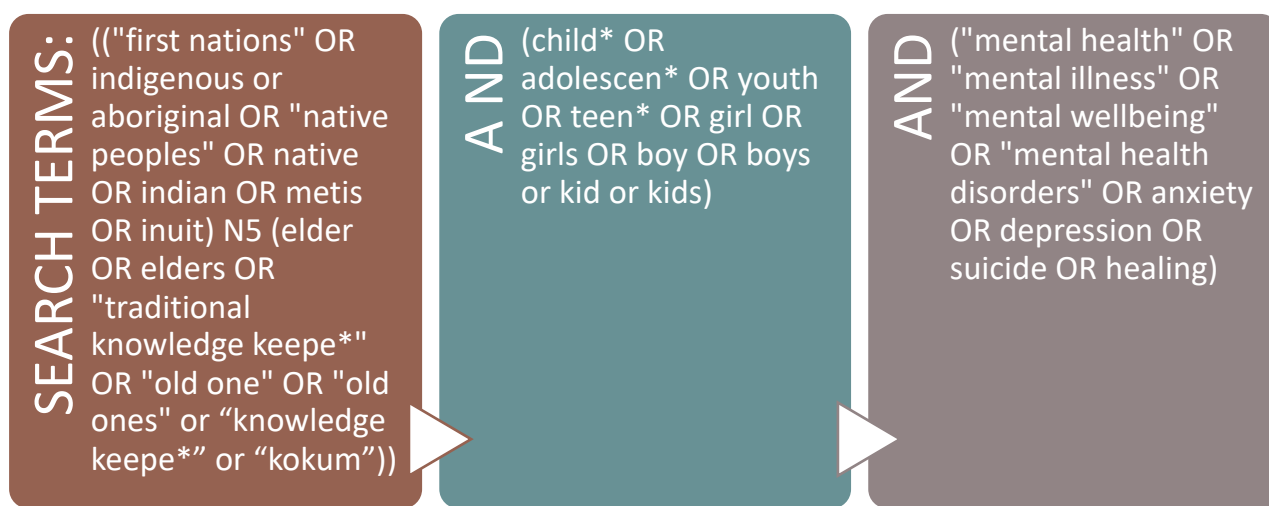 SEARCH TERMS:
(("first nations" OR
indigenous or
aboriginal OR "native
peoples" OR native
OR indian OR metis
OR inuit) N5 (elder
OR elders OR
"traditional
knowledge keepe*"
OR "old one" OR "old
ones" or “knowledge
keepe*” or “kokum”))
A ND
(child* OR
adolescen* OR youth
OR teen* OR girl OR
girls OR boy OR boys
or kid or kids)
AND
("mental health" OR
"mental illness" OR
"mental wellbeing"
OR "mental health
disorders" OR anxiety
OR depression OR
suicide OR healing)